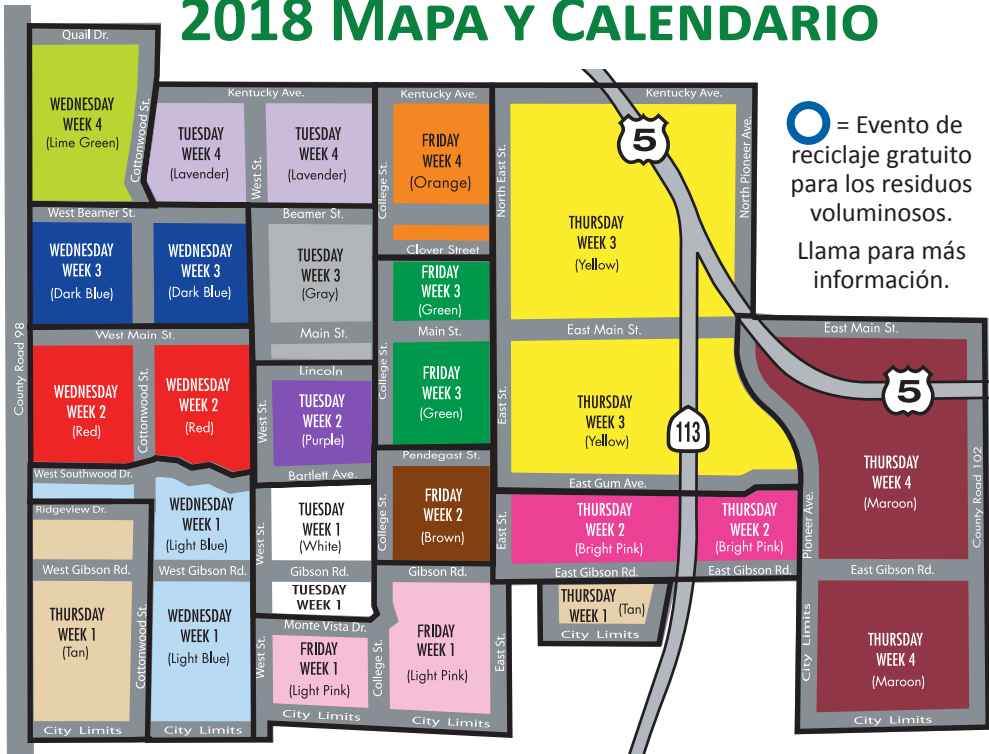 2018 MAPA Y CALENDARIO
Quail Dr.
County Road 98
WEDNESDAY
WEEK 4
(Lime Green)
Cottonwood St.
Kentucky Ave.
TUESDAY
WEEK 4
(Lavender)
West St.
TUESDAY
WEEK 4
(Lavender)
College St.
Kentucky Ave.
FRIDAY
WEEK 4
(Orange)
Clover Street
North East St.
Kentucky Ave.
THURSDAY
WEEK 3
(Yellow)
North Pioneer Ave.
5
= Evento de
reciclaje gratuito
para los residuos
voluminosos.
Llama para más
información.
West Beamer St.
WEDNESDAY
WEEK 3
(Dark Blue)
WEDNESDAY
WEEK 3
(Dark Blue)
Beamer St.
TUESDAY
WEEK 3
(Gray)
Main St.
FRIDAY
WEEK 3
(Green)
Main St.
East Main St.
East Main St.
West Main St.
WEDNESDAY
WEEK 2
(Red)
Cottonwood St.
WEDNESDAY
WEEK 2
(Red)
West St.
Lincoln
TUESDAY
WEEK 2
(Purple)
Bartlett Ave.
College St.
FRIDAY
WEEK 3
(Green)
East St.
THURSDAY
WEEK 3
(Yellow)
113
5
THURSDAY
WEEK 4
(Maroon)
County Road 102
Pioneer Ave.
West Southwood Dr.
Ridgeview Dr.
WEDNESDAY
WEEK 1
(Light Blue)
West St.
TUESDAY
WEEK 1
(White)
College St.
Pendegast St.
FRIDAY
WEEK 2
(Brown)
East St.
East Gum Ave.
THURSDAY
WEEK 2
(Bright Pink)
THURSDAY
WEEK 2
(Bright Pink)
West Gibson Rd.
West Gibson Rd.
Gibson Rd.
Gibson Rd.
East Gibson Rd.
East Gibson Rd.
East Gibson Rd.
THURSDAY
WEEK 1
(Tan)
Cottonwood St.
WEDNESDAY
WEEK 1
(Light Blue)
West St.
TUESDAY
WEEK 1
Monte Vista Dr.
FRIDAY
WEEK 1
(Light Pink)
College St.
FRIDAY
WEEK 1
(Light Pink)
East St.
THURSDAY
WEEK 1
(Tan)
City Limits
City Limits
THURSDAY
WEEK 4
(Maroon)
City Limits
City Limits
City Limits
City Limits
City Limits